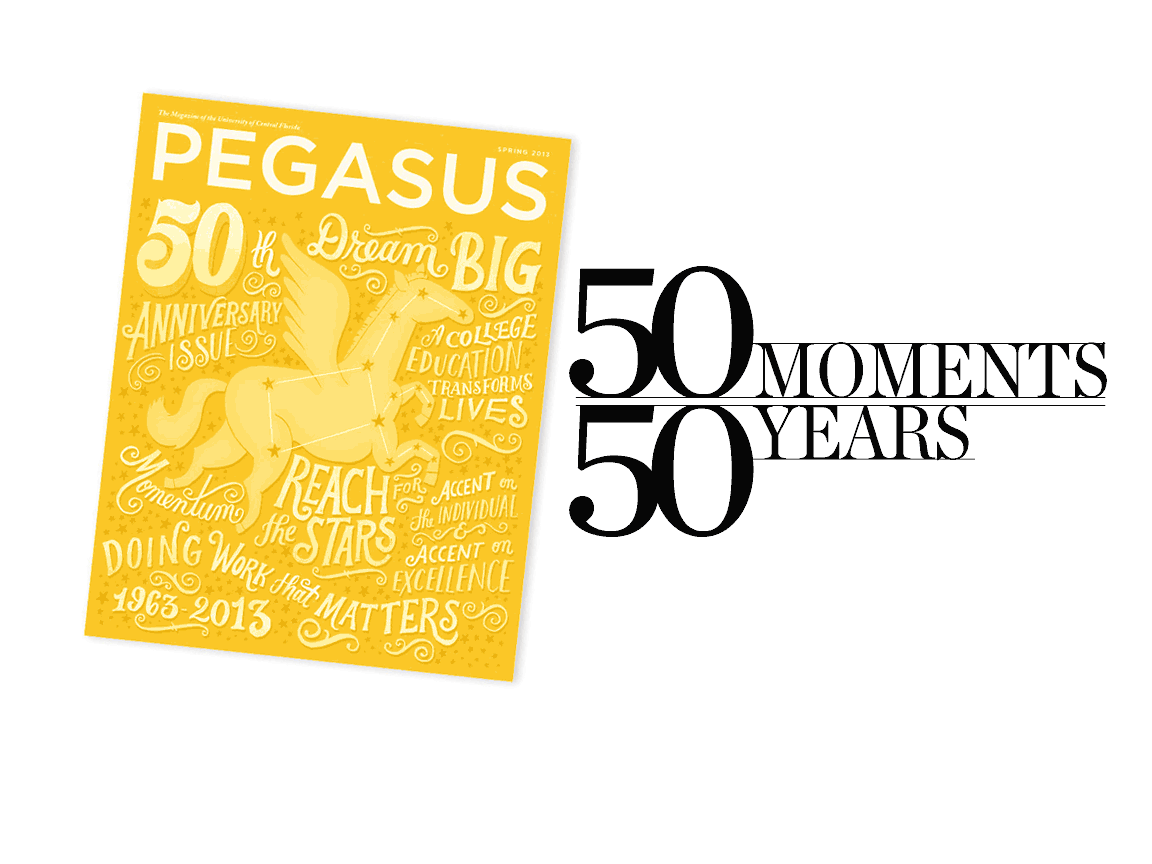 The Magazine of the University of Central Florida
SPRING 2013
PEGASUS
50th
ANNIVERSARY
ISSUE
Dream BIG
A COLLEGE
EDUCATION
TRANSFORMS
LIVES
Momentum
REACH FOR
the STARS
ACCENT on
the INDIVIDUAL
&
ACCENT on
EXCELLENCE
DOING WORK that MATTERS
1963-2013
50 MOMENTS
50 YEARS